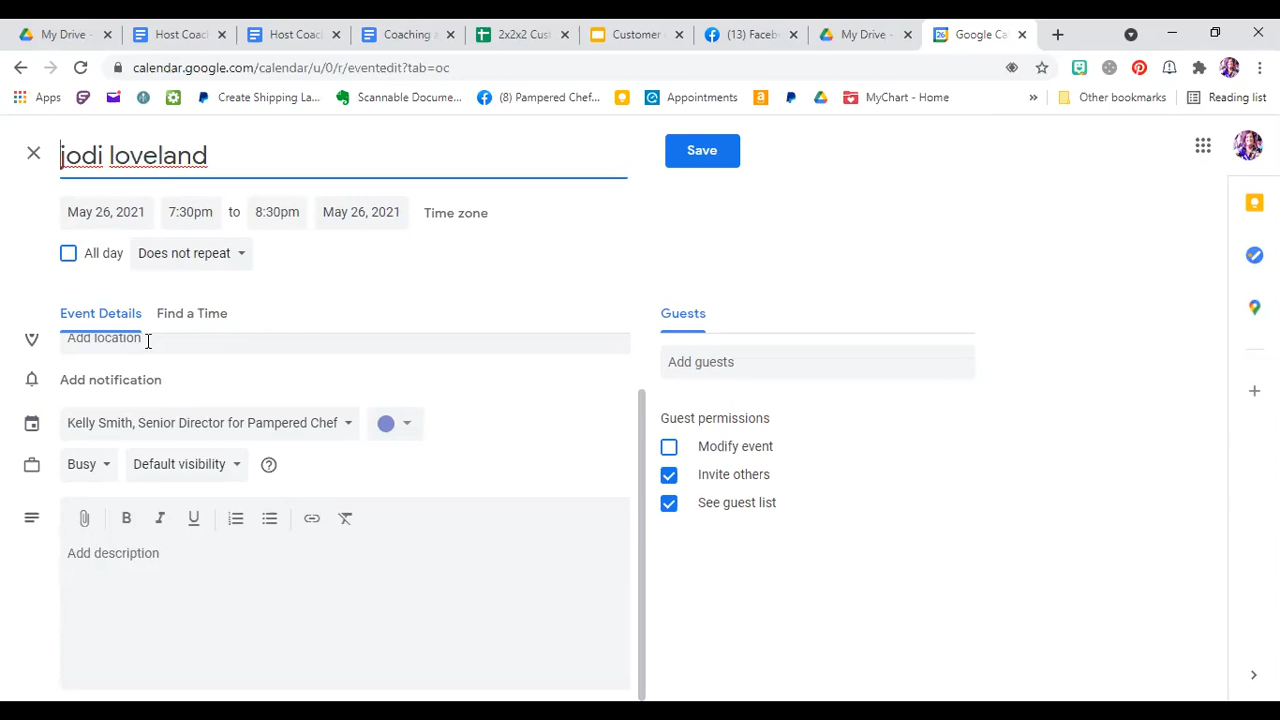 My Drive -
Host Coacl
Host Coacl
Coaching a
2x2x2 Cust
Customer (
(13) Faceb
My Drive -
Google Ca
calendar.google.com/calendar/u/0/r/eventedit?tab=oc
Apps
Create Shipping La...
Scannable Docume...
(8) Pampered Chef...
Appointments
MyChart - Home
»
Other bookmarks
Reading list
jodi loveland
Save
May 26, 2021
7:30pm
to
8:30pm
May 26, 2021
Time zone
All day
Does not repeat
Event Details
Find a Time
Guests
Add location
Add guests
Add notification
Guest permissions
Kelly Smith, Senior Director for Pampered Chef
Modify event
Busy
Default visibility
Invite others
See guest list
B I U
Add description